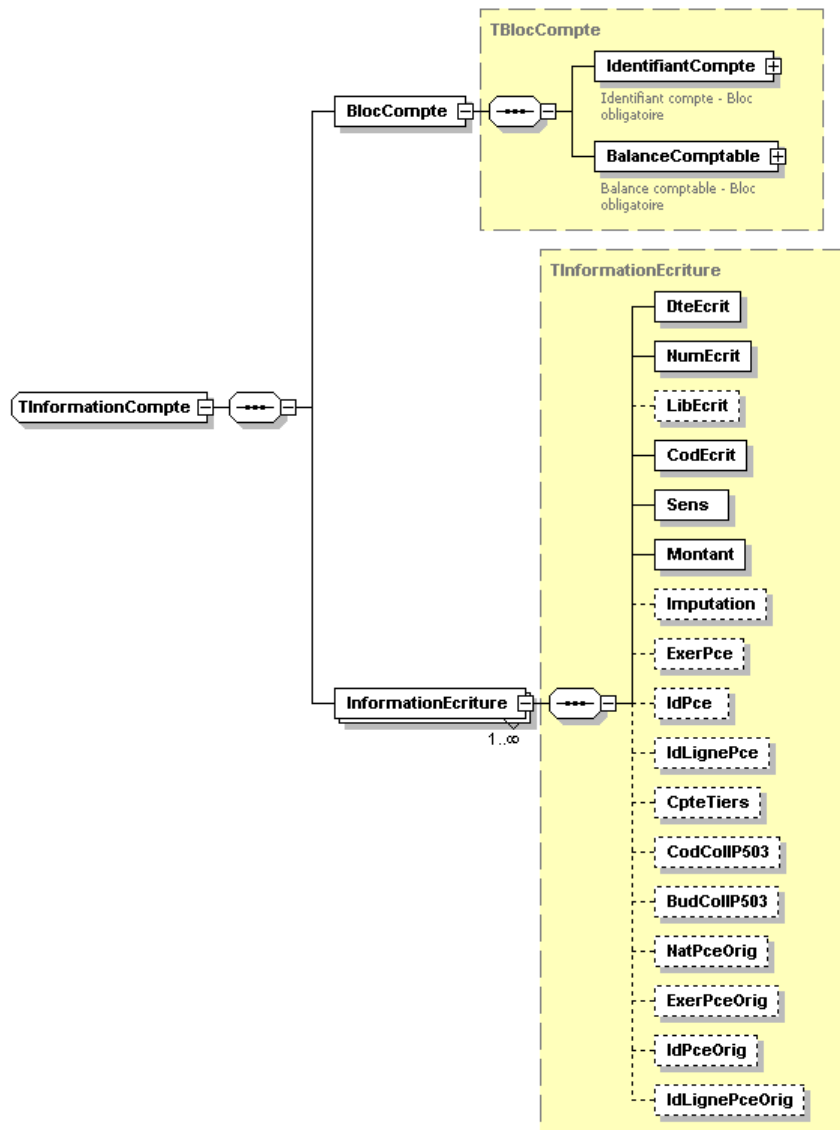 TBlocCompte
IdentifiantCompte
Identifiant compte - Bloc
obligatoire
BlocCompte
BalanceComptable
Balance comptable - Bloc
obligatoire
TInformationEcriture
DteEcrit
NumEcrit
LibEcrit
TInformationCompte
CodEcrit
Sens
Montant
Imputation
ExerPce
InformationEcriture
1..∞
IdPce
IdLignePce
CpteTiers
CodCollP503
BudCollP503
NatPceOrig
ExerPceOrig
IdPceOrig
IdLignePceOrig